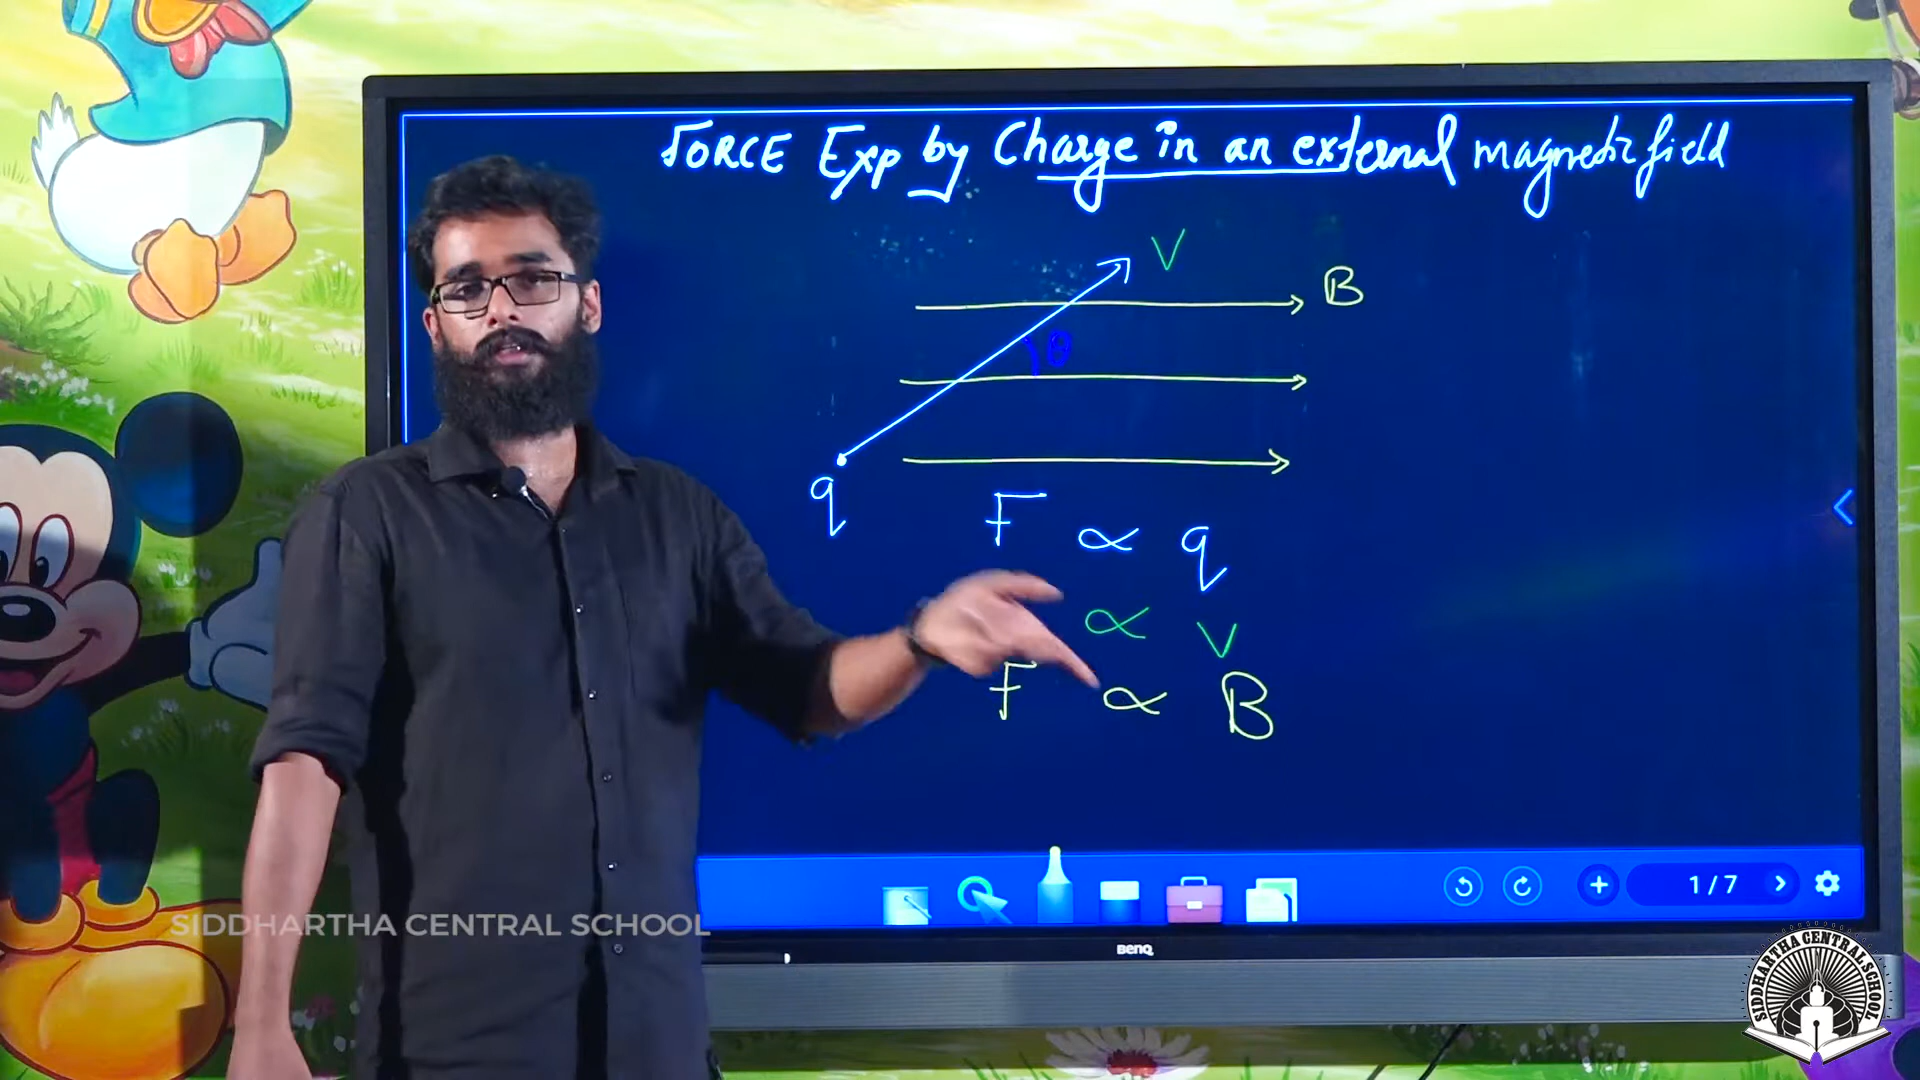 FORCE Exp by Charge in an external magnetic field
V
B
θ
q
F ∝ q
∝ V
F ∝ B
1/7
BenQ
SIDDHARTHA CENTRAL SCHOOL
SIDDHARTHA CENTRAL SCHOOL